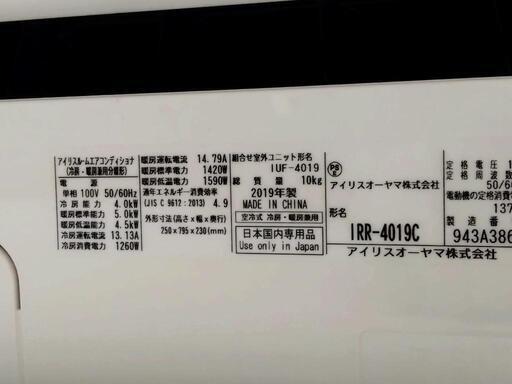 アイリスルームエアコンディショナ
(冷房・暖房兼用分離形)
電 源
単相 100V 50/60Hz
冷 房 能 力 4.0kW
暖房標準能力 5.0kW
暖房低温能力 4.5kW
冷房運転電流 13.13A
冷房消費電力 1260W
暖房運転電流 14.79A
暖房標準電力 1420W
暖房低温電力 1590W
通年エネルギー消費効率
(JIS C 9612:2013) 4.9
外形寸法(高さ×幅×奥行)
250×795×230(mm)
組合せ室外ユニット形名
IUF-4019
総 質 量 10kg
2019年製
MADE IN CHINA
空冷式 冷房・暖房兼用
日本国内専用品
Use only in Japan
PS E
アイリスオーヤマ株式会社
形名
IRR-4019C
アイリスオーヤマ株式会社
定 格 電 圧 1
定 格 周 波 数
50/60
電動機の定格消費
137
製 造 番
943A386